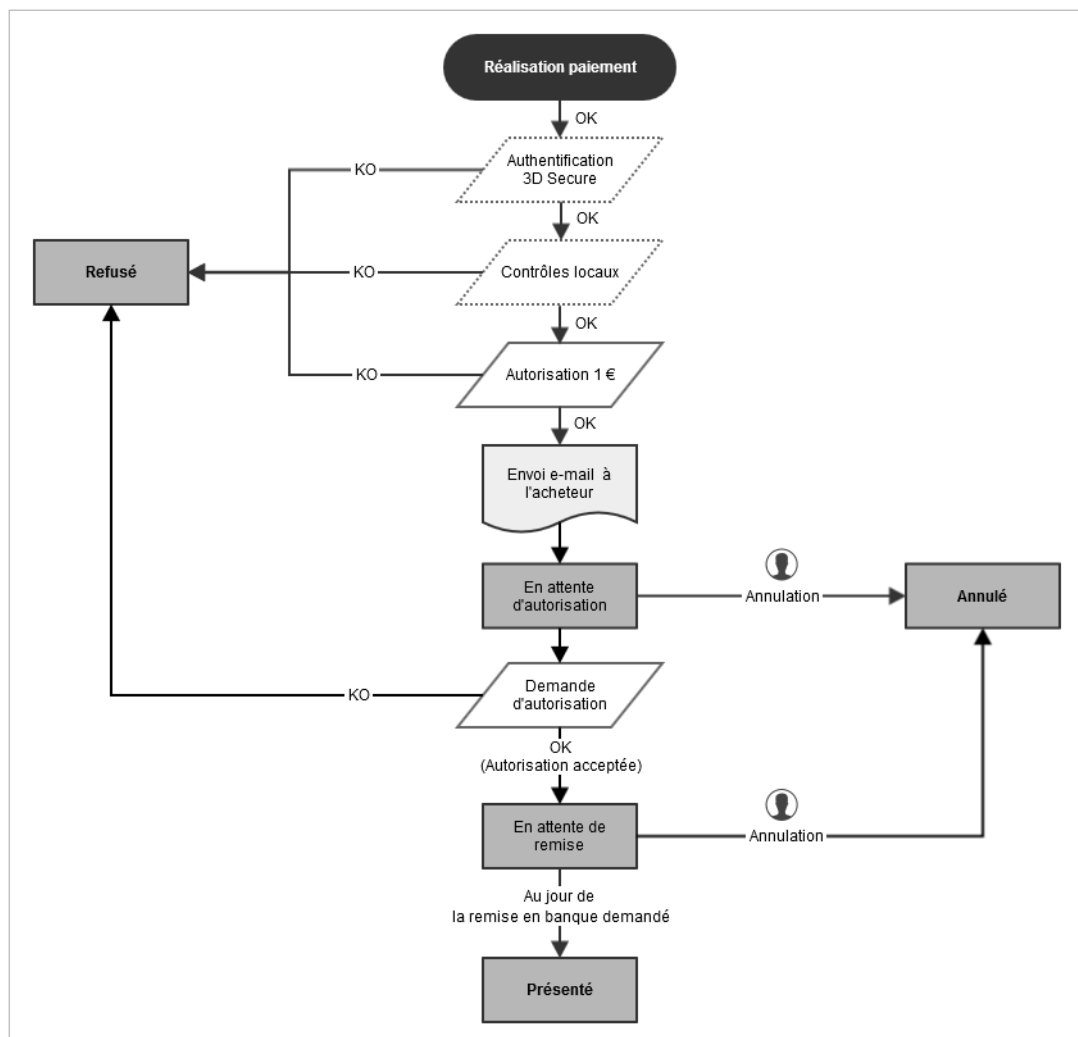 Réalisation paiement
OK
Authentification
3D Secure
KO
OK
Refusé
KO
Contrôles locaux
OK
KO
Autorisation 1 €
OK
Envoi e-mail à
l'acheteur
En attente
d'autorisation
Annulation
Annulé
Demande
d'autorisation
KO
OK
(Autorisation acceptée)
En attente de
remise
Annulation
Au jour de
la remise en banque demandé
Présenté